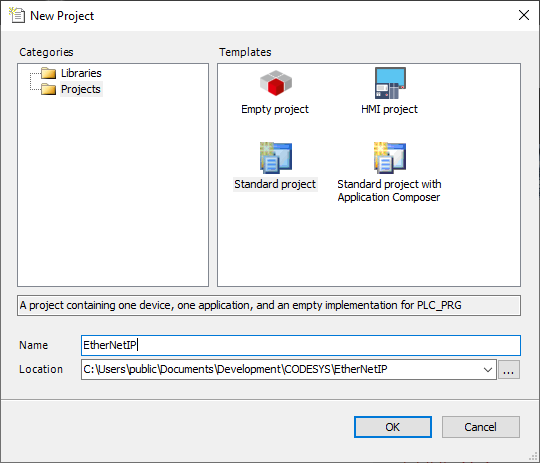 New Project
Categories
Templates
Libraries
Projects
Empty project
HMI project
Standard project
Standard project with
Application Composer
A project containing one device, one application, and an empty implementation for PLC_PRG
Name
EtherNetIP
Location
C:\Users\public\Documents\Development\CODESYS\EtherNetIP
...
OK
Cancel